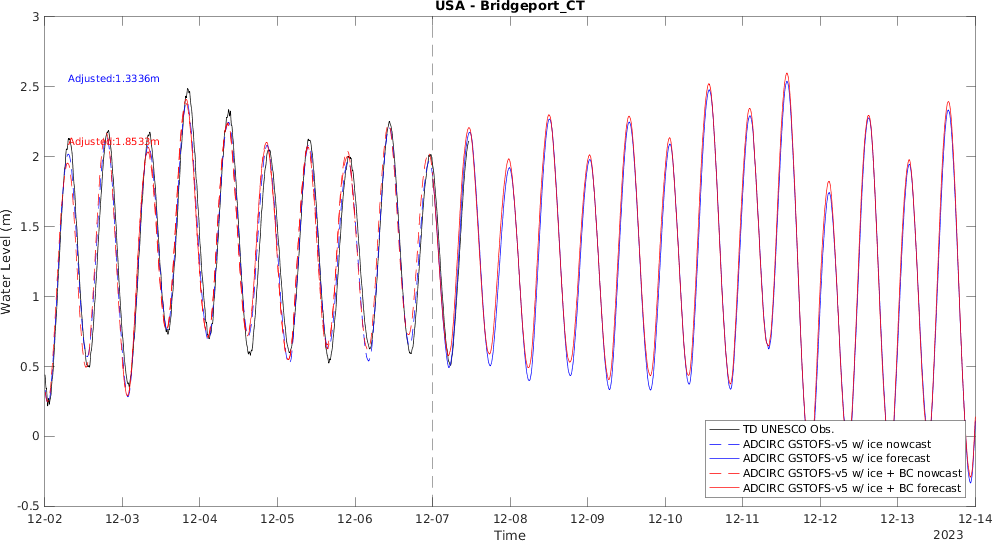 USA - Bridgeport_CT
3
2.5
2
1.5
1
0.5
0
-0.5
Water Level (m)
Adjusted:1.3336m
Adjusted:1.8533m
TD UNESCO Obs.
ADCIRC GSTOFS-v5 w/ ice nowcast
ADCIRC GSTOFS-v5 w/ ice forecast
ADCIRC GSTOFS-v5 w/ ice + BC nowcast
ADCIRC GSTOFS-v5 w/ ice + BC forecast
12-02 12-03 12-04 12-05 12-06 12-07 12-08 12-09 12-10 12-11 12-12 12-13 12-14
Time
2023